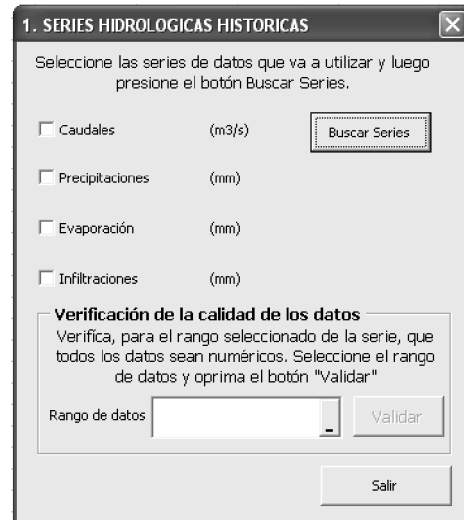 1. SERIES HIDROLOGICAS HISTORICAS
Seleccione las series de datos que va a utilizar y luego
presione el botón Buscar Series.
Caudales (m3/s) Buscar Series
Precipitaciones (mm)
Evaporación (mm)
Infiltraciones (mm)
Verificación de la calidad de los datos
Verifíca, para el rango seleccionado de la serie, que
todos los datos sean numéricos. Seleccione el rango
de datos y oprima el botón "Validar"
Rango de datos Validar
Salir